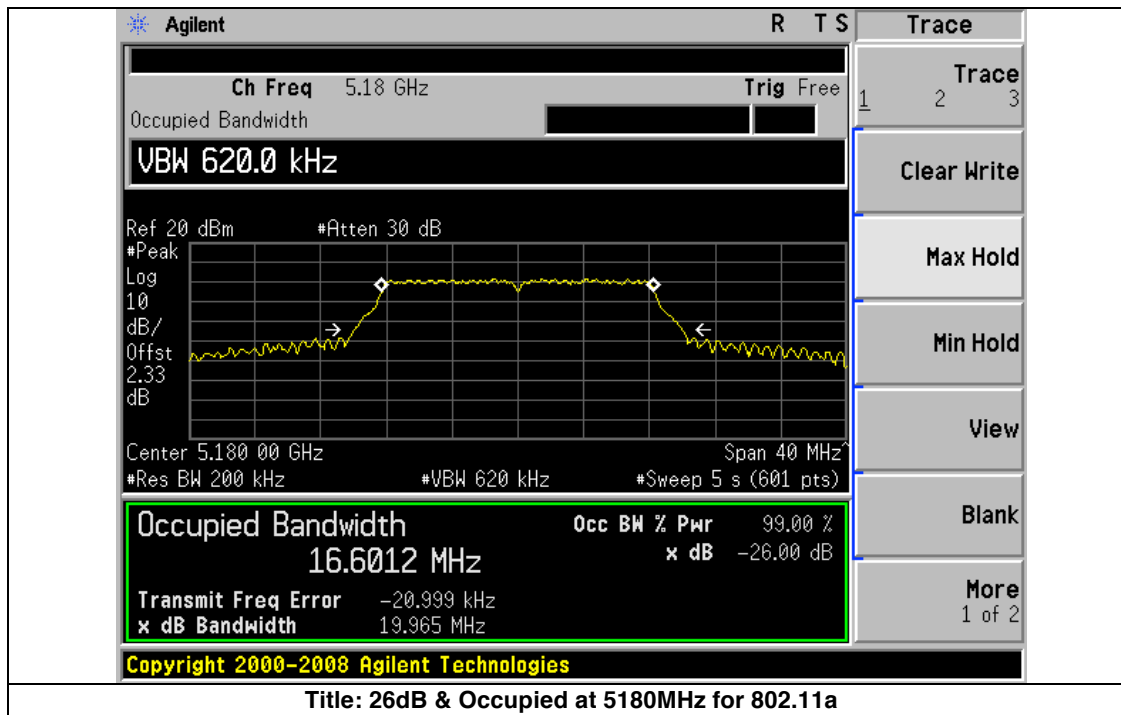 Agilent R T S Trace
Ch Freq 5.18 GHz Trig Free
Occupied Bandwidth
Trace
1 2 3
VBW 620.0 kHz
Clear Write
Ref 20 dBm #Atten 30 dB
#Peak
Log
10
dB/
Offst
2.33
dB
Max Hold
Min Hold
View
Center 5.180 00 GHz Span 40 MHz^
#Res BW 200 kHz #VBW 620 kHz #Sweep 5 s (601 pts)
Occupied Bandwidth Occ BW % Pwr 99.00 %
16.6012 MHz x dB -26.00 dB
Blank
Transmit Freq Error -20.999 kHz
x dB Bandwidth 19.965 MHz
More
1 of 2
Copyright 2000-2008 Agilent Technologies
Title: 26dB & Occupied at 5180MHz for 802.11a